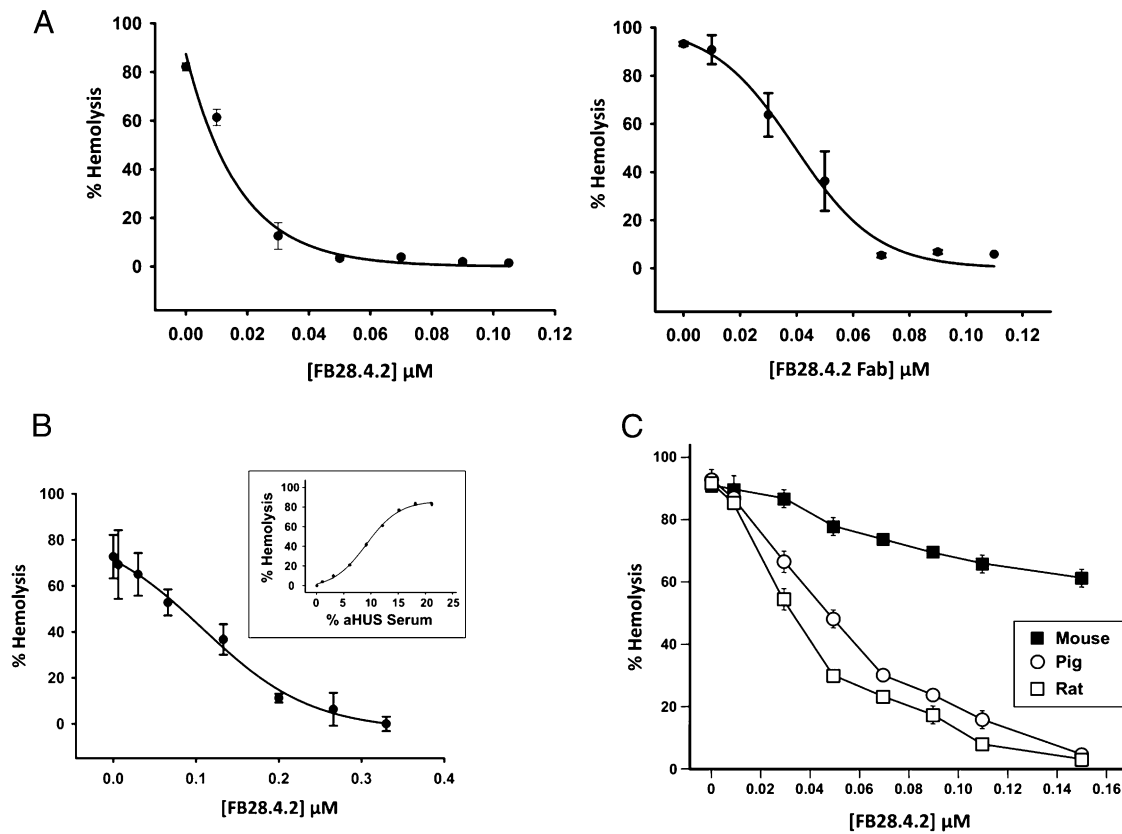 A
100
80
60
40
20
0
% Hemolysis
0.00 0.02 0.04 0.06 0.08 0.10 0.12
[FB28.4.2] µM
100
80
60
40
20
0
% Hemolysis
0.00 0.02 0.04 0.06 0.08 0.10 0.12
[FB28.4.2 Fab] µM
B
100
80
60
40
20
0
% Hemolysis
0.0 0.1 0.2 0.3 0.4
[FB28.4.2] µM
100
80
60
40
20
0
% Hemolysis
0 5 10 15 20 25
% aHUS Serum
C
100
80
60
40
20
0
% Hemolysis
0 0.02 0.04 0.06 0.08 0.10 0.12 0.14 0.16
[FB28.4.2] µM
Mouse
Pig
Rat